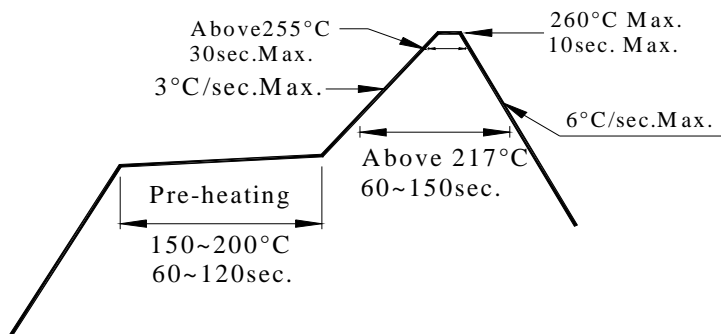 Above255°C
30sec.Max.
260°C Max.
10sec. Max.
3°C/sec.Max.
6°C/sec.Max.
Above 217°C
60~150sec.
Pre-heating
150~200°C
60~120sec.